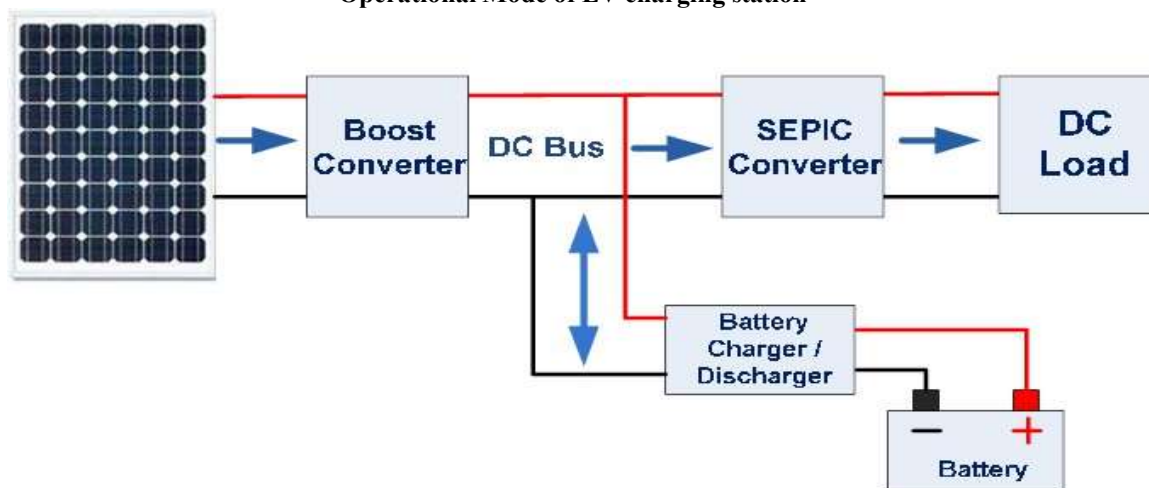 Operational Mode of EV charging station
Boost
Converter
DC Bus
SEPIC
Converter
DC
Load
Battery
Charger /
Discharger
− +
Battery